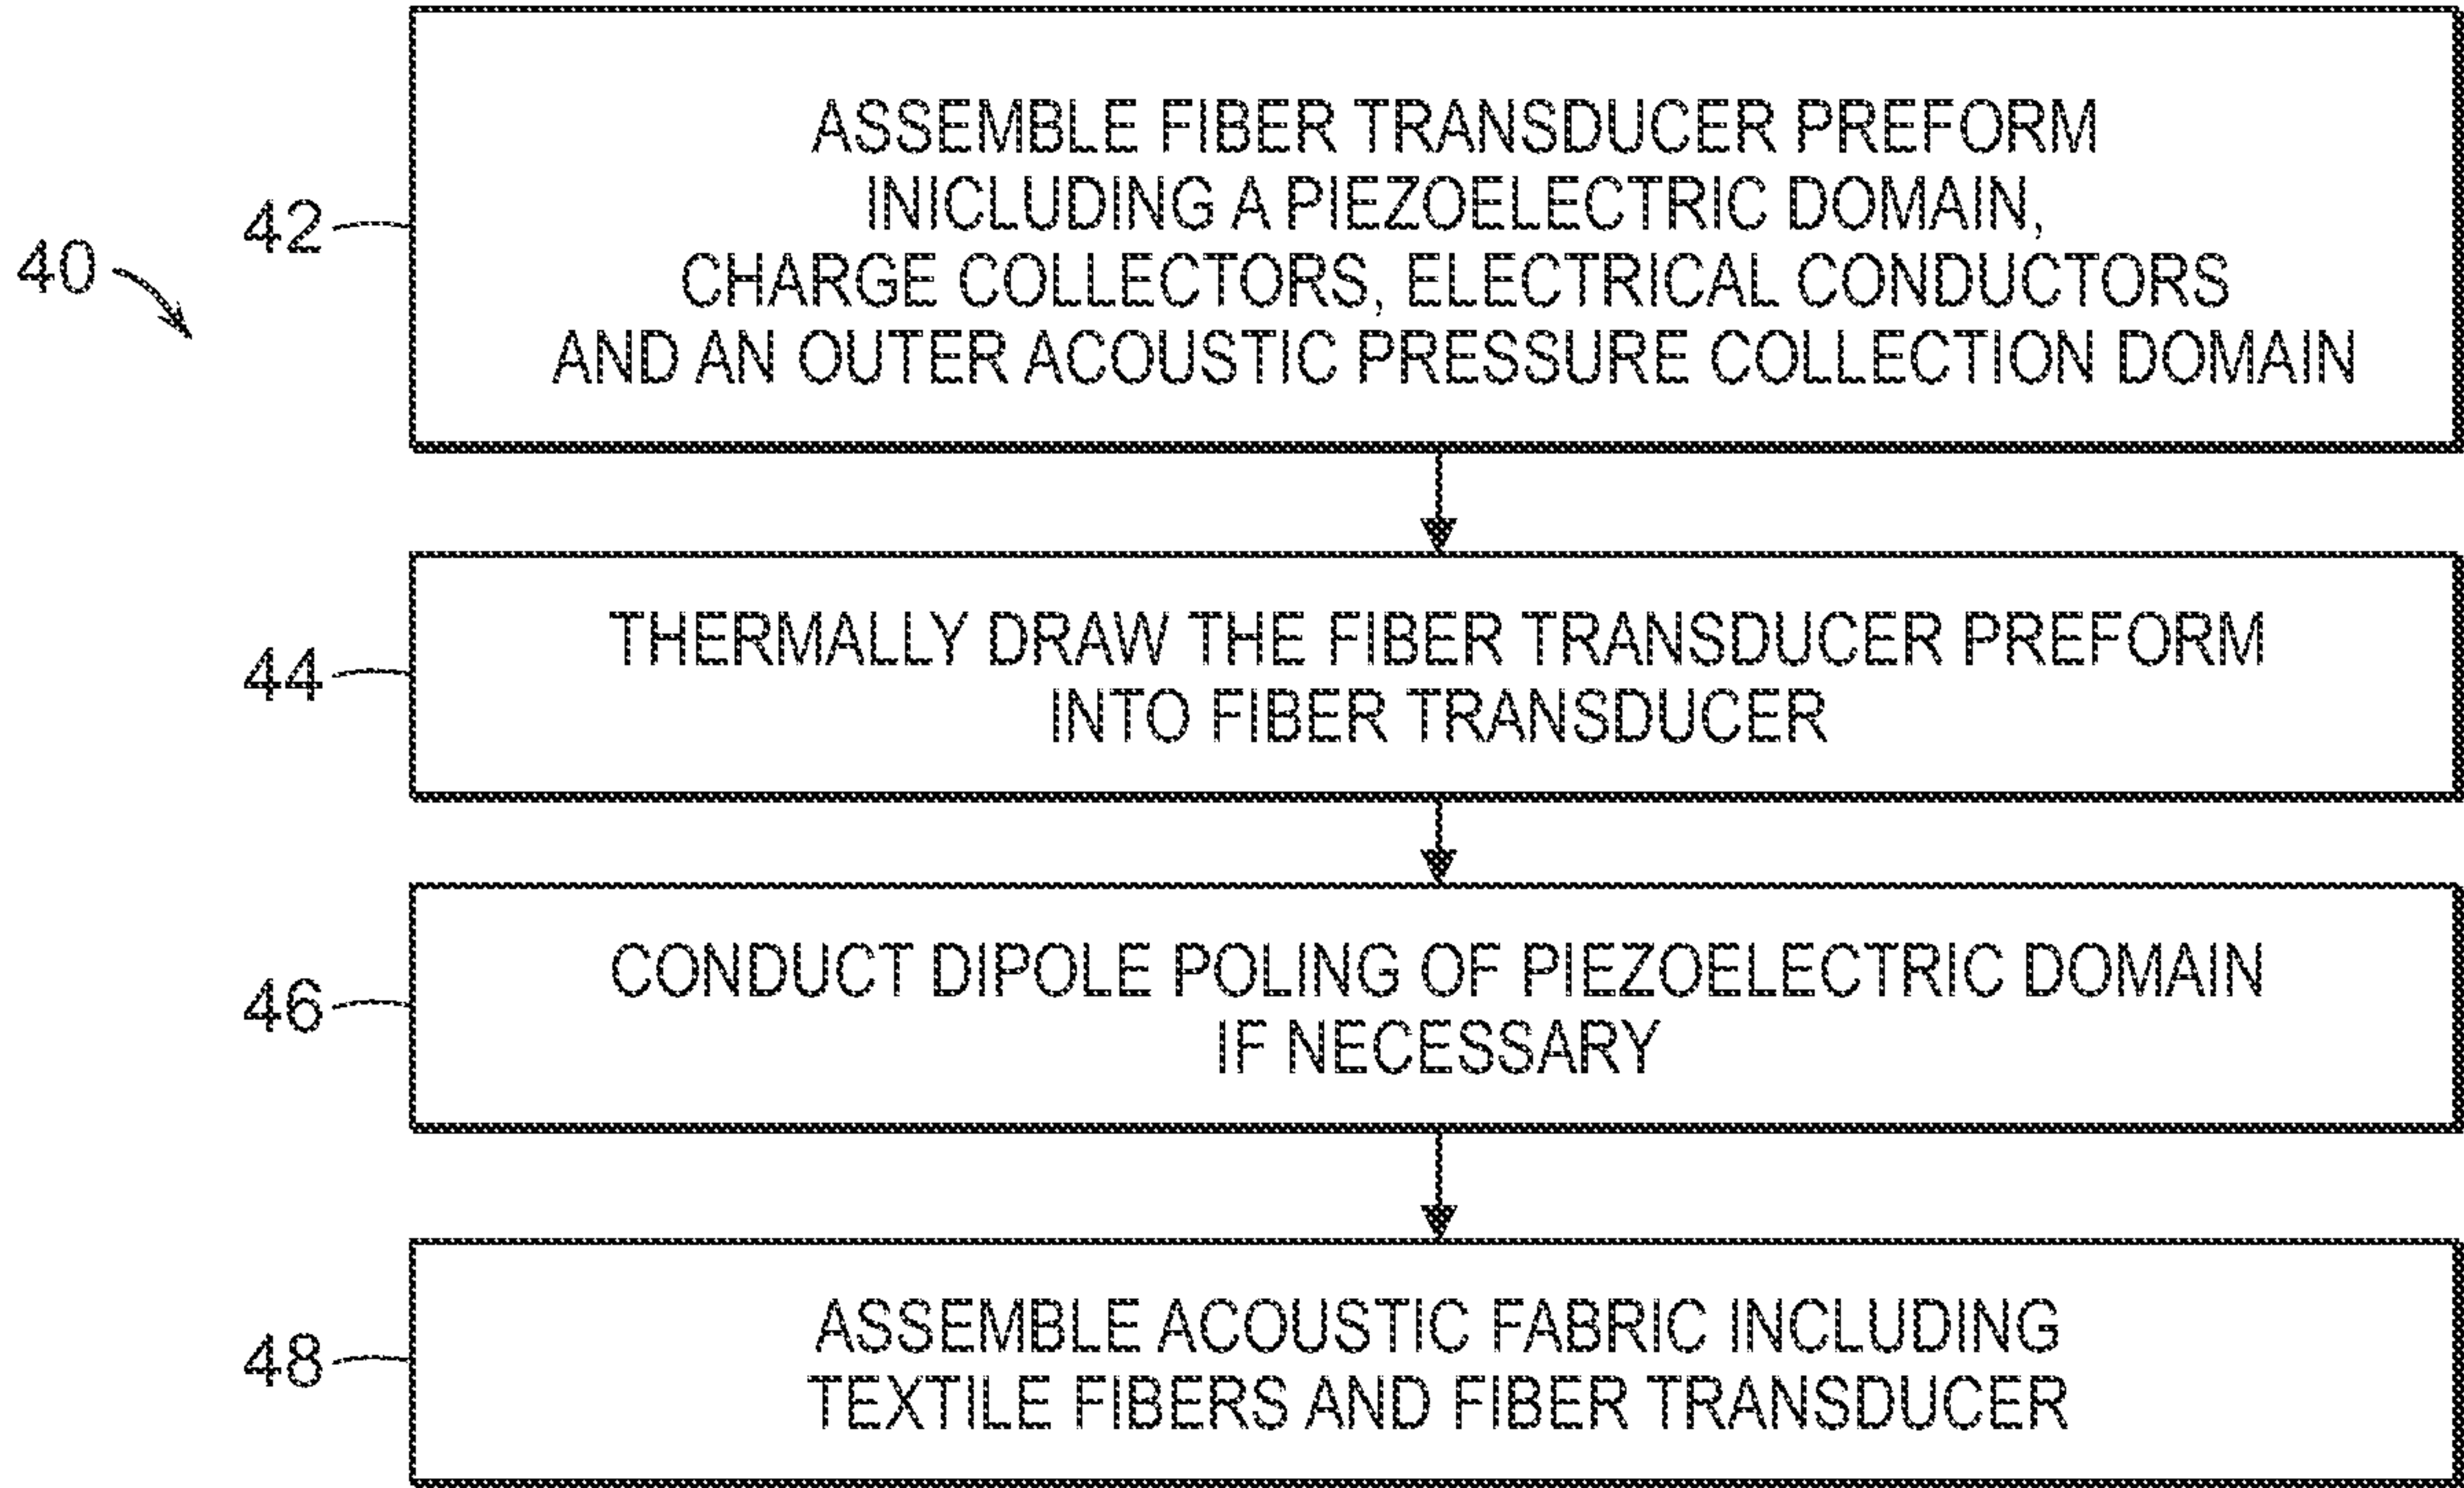 40
42
ASSEMBLE FIBER TRANSDUCER PREFORM
INICLUDING A PIEZOELECTRIC DOMAIN,
CHARGE COLLECTORS, ELECTRICAL CONDUCTORS
AND AN OUTER ACOUSTIC PRESSURE COLLECTION DOMAIN
44
THERMALLY DRAW THE FIBER TRANSDUCER PREFORM
INTO FIBER TRANSDUCER
46
CONDUCT DIPOLE POLING OF PIEZOELECTRIC DOMAIN
IF NECESSARY
48
ASSEMBLE ACOUSTIC FABRIC INCLUDING
TEXTILE FIBERS AND FIBER TRANSDUCER